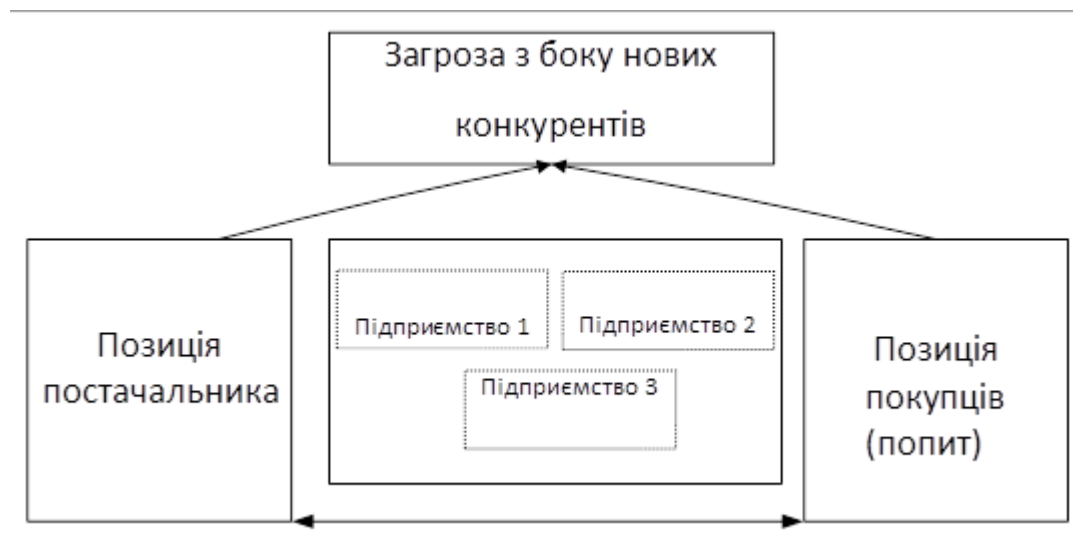 Загроза з боку нових
конкурентів
Позиція
постачальника
Підприємство 1
Підприємство 2
Підприємство 3
Позиція
покупців
(попит)